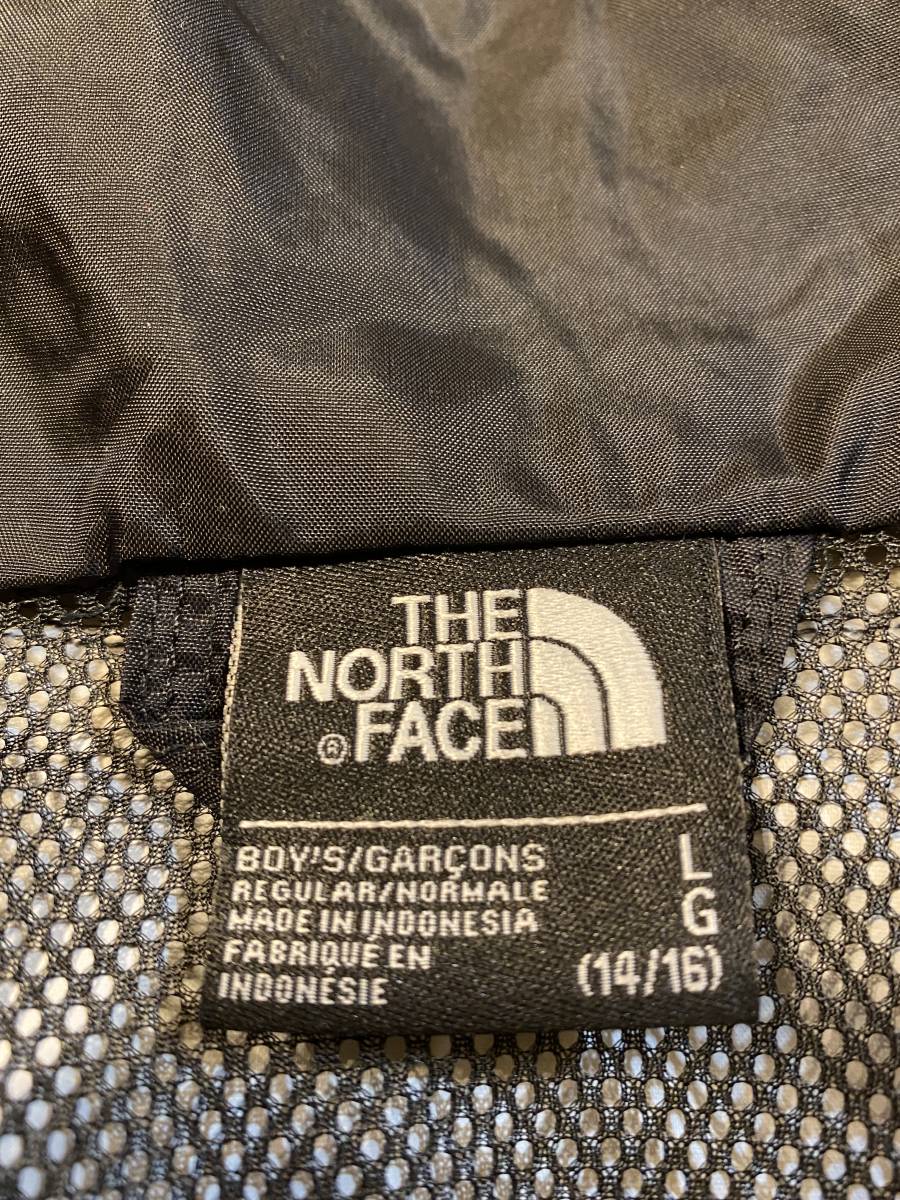 THE
NORTH
®FACE
BOY'S/GARÇONS L
REGULAR/NORMALE
MADE IN INDONESIA G
FABRIQUÉ EN
INDONÉSIE (14/16)